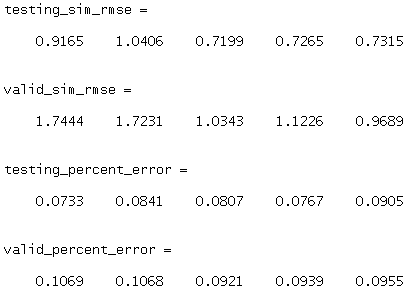 testing_sim_rmse =
0.9165 1.0406 0.7199 0.7265 0.7315
valid_sim_rmse =
1.7444 1.7231 1.0343 1.1226 0.9689
testing_percent_error =
0.0733 0.0841 0.0807 0.0767 0.0905
valid_percent_error =
0.1069 0.1068 0.0921 0.0939 0.0955